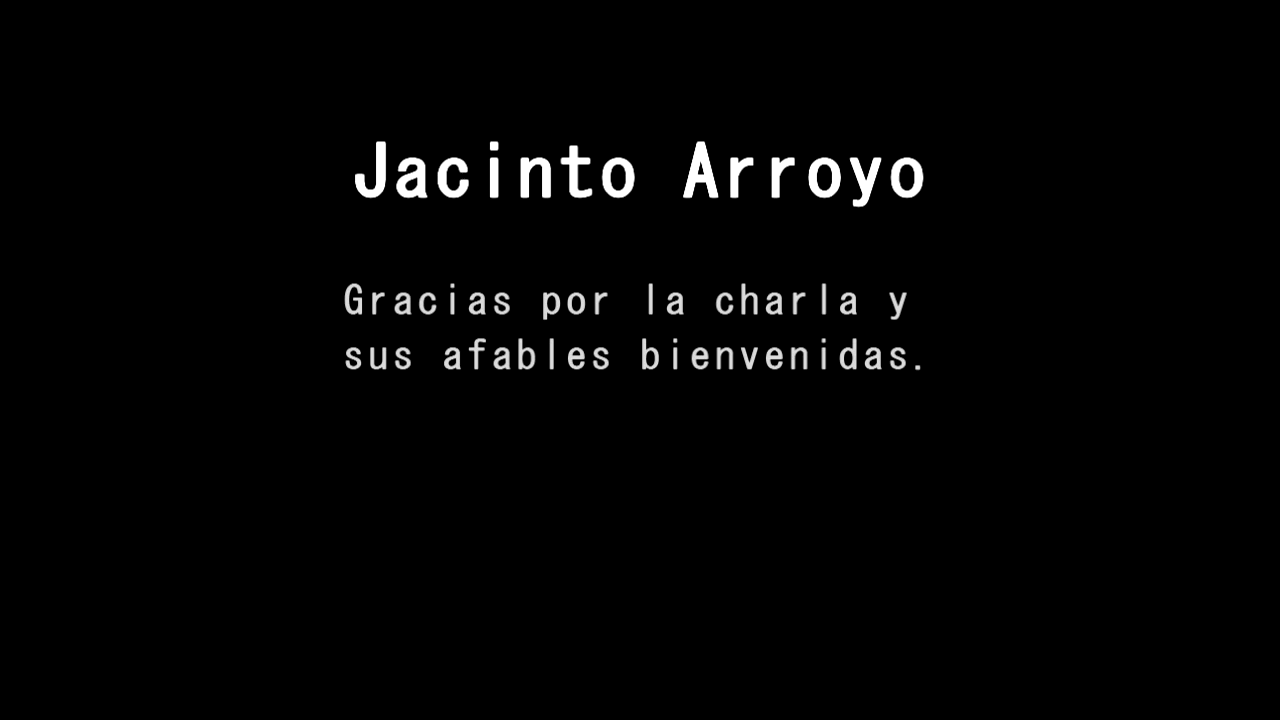 Jacinto Arroyo
Gracias por la charla y
sus afables bienvenidas.